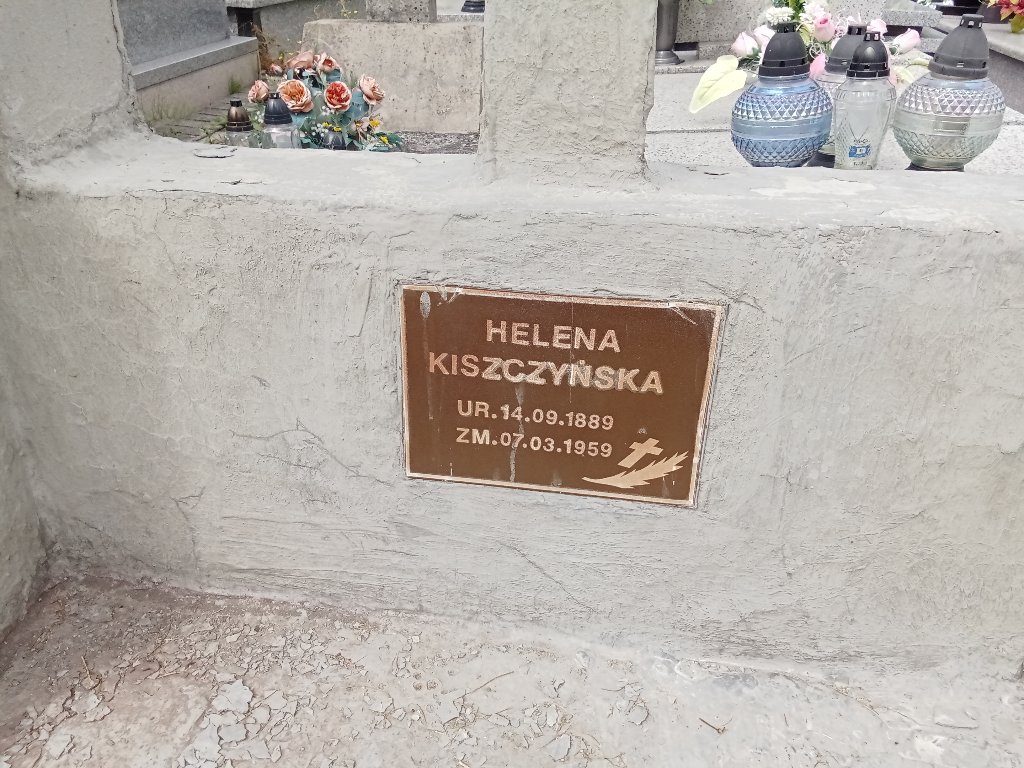 HELENA
KISZCZYŃSKA
UR.14.09.1889
ZM.07.03.1959